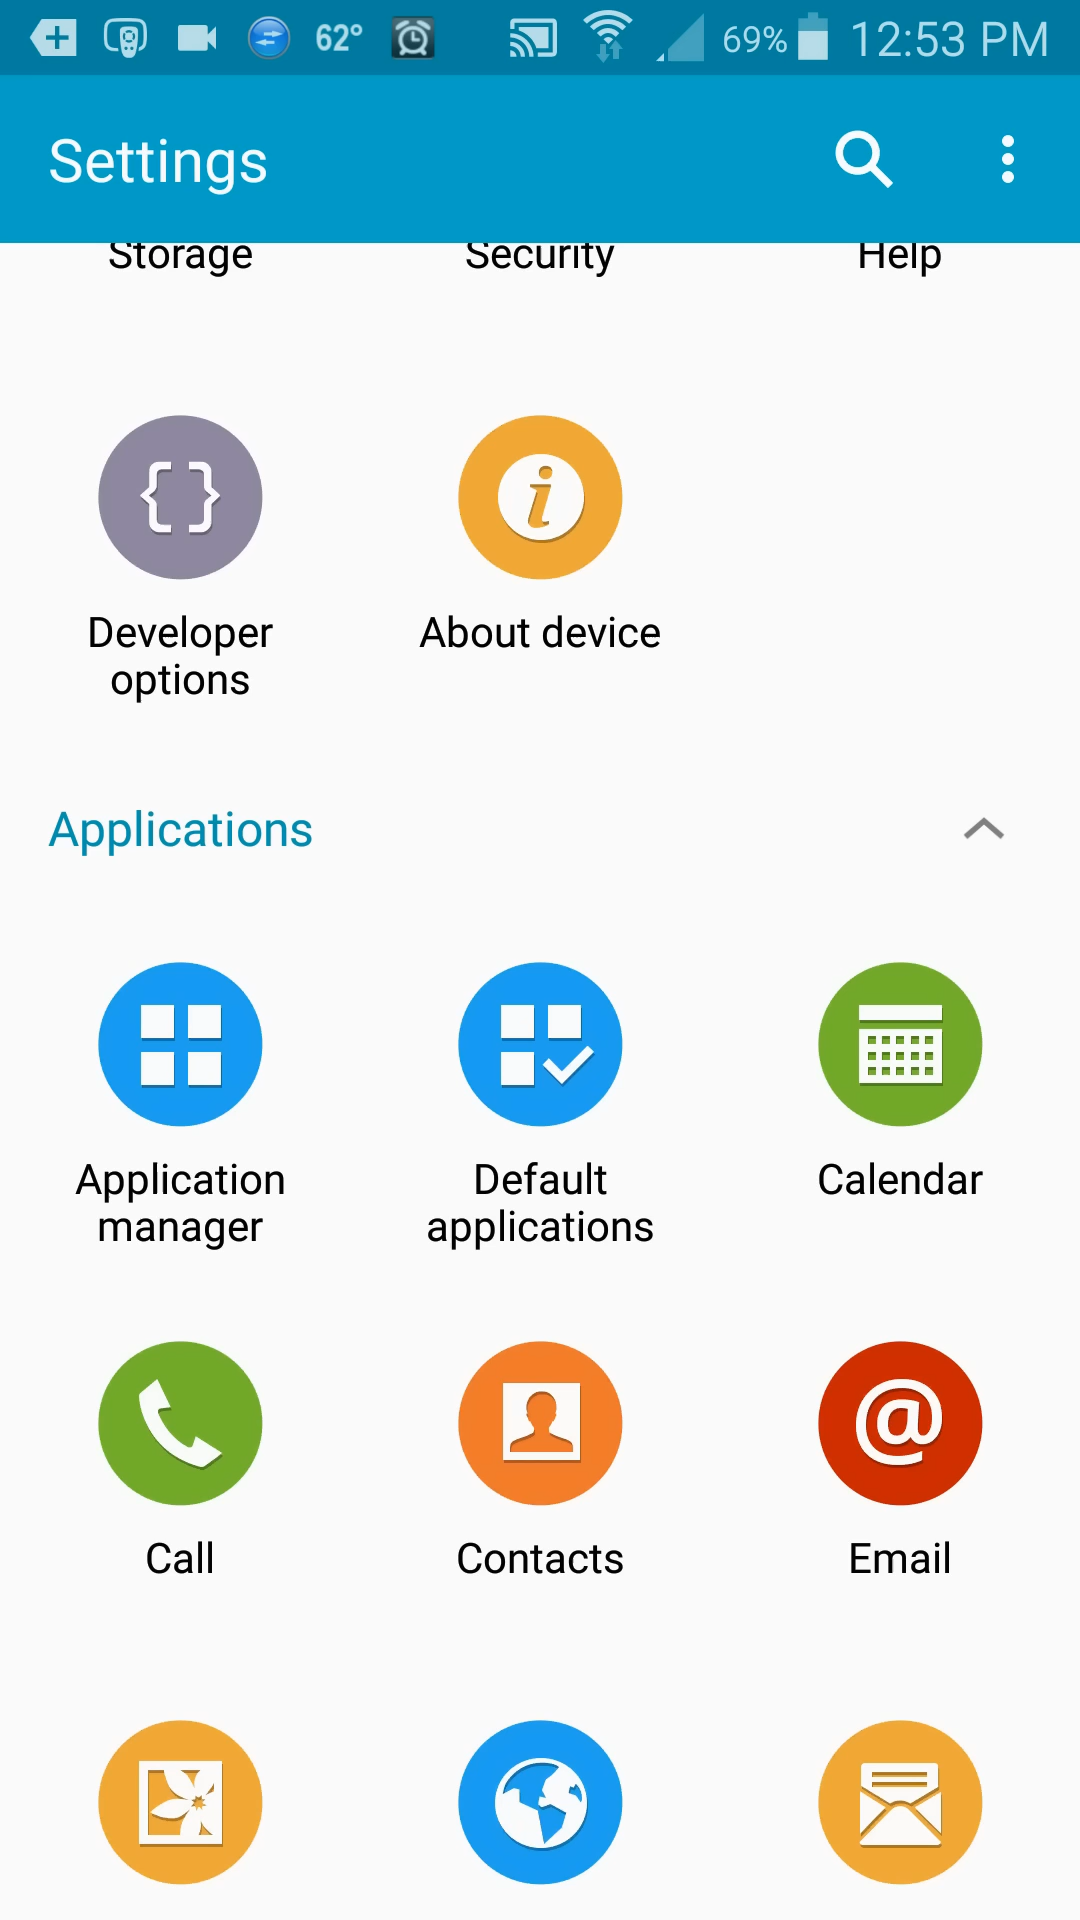 62° 69% 12:53 PM
Settings
Storage Security Help
Developer options
About device
Applications
Application manager
Default applications
Calendar
Call Contacts Email